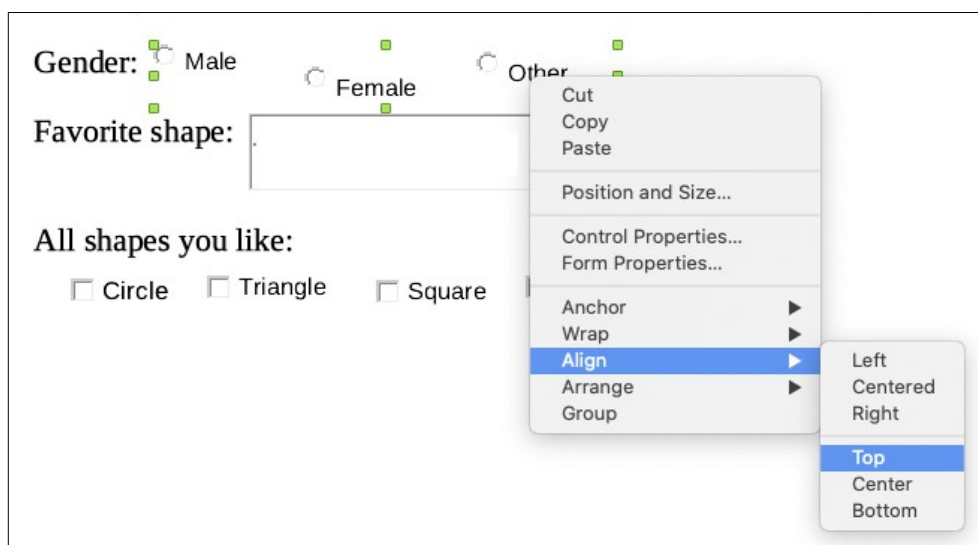 Gender: Male
Female
Other
Favorite shape:
All shapes you like:
Circle Triangle Square
Cut
Copy
Paste
Position and Size...
Control Properties...
Form Properties...
Anchor
Wrap
Align
Arrange
Group
Left
Centered
Right
Top
Center
Bottom